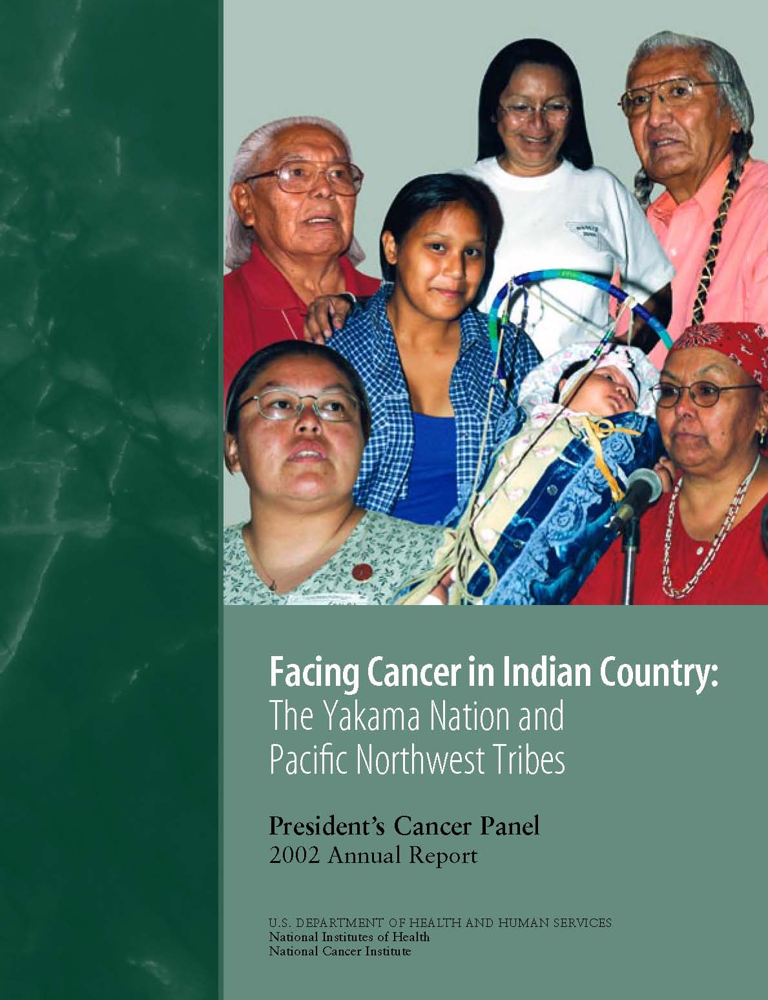 Facing Cancer in Indian Country:
The Yakama Nation and
Pacific Northwest Tribes
President's Cancer Panel
2002 Annual Report
U.S. DEPARTMENT OF HEALTH AND HUMAN SERVICES
National Institutes of Health
National Cancer Institute